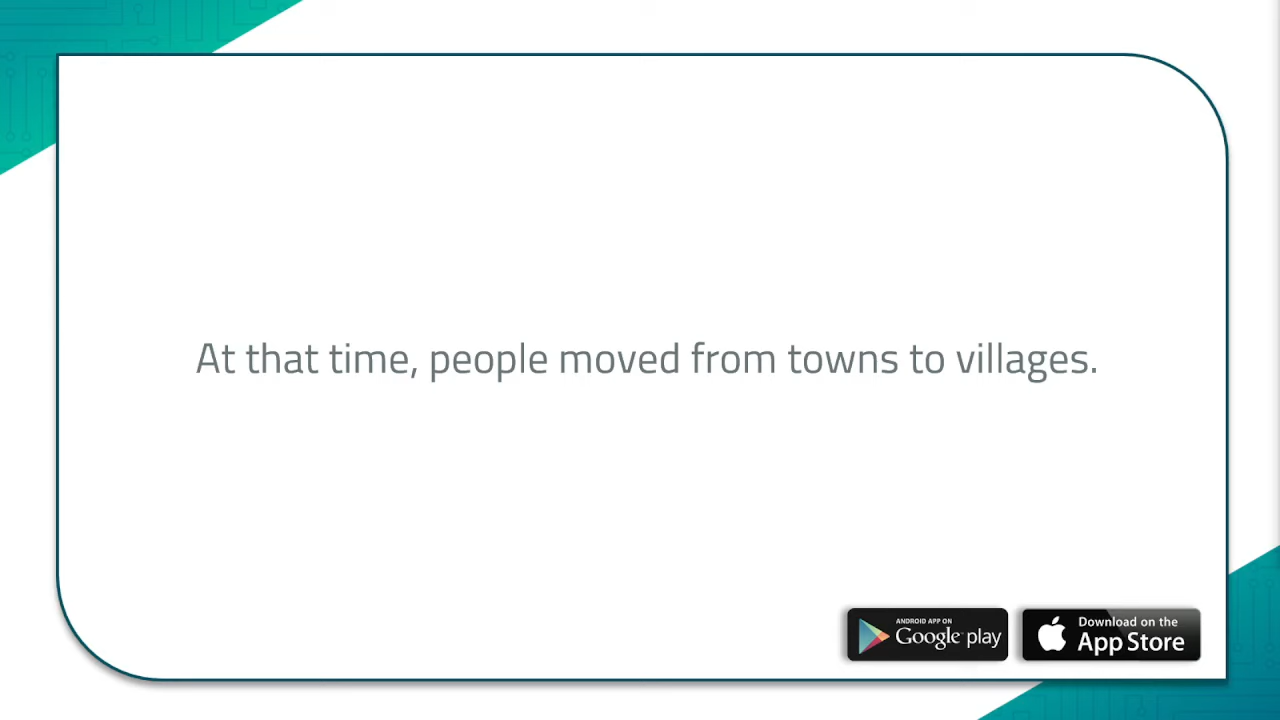 At that time, people moved from towns to villages.
ANDROID APP ON
Google play
Download on the
App Store